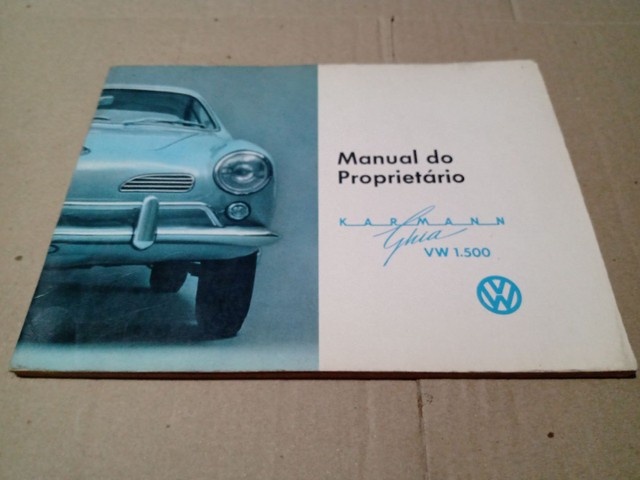 Manual do
Proprietário
KARMANN
Ghia
VW 1.500
VW